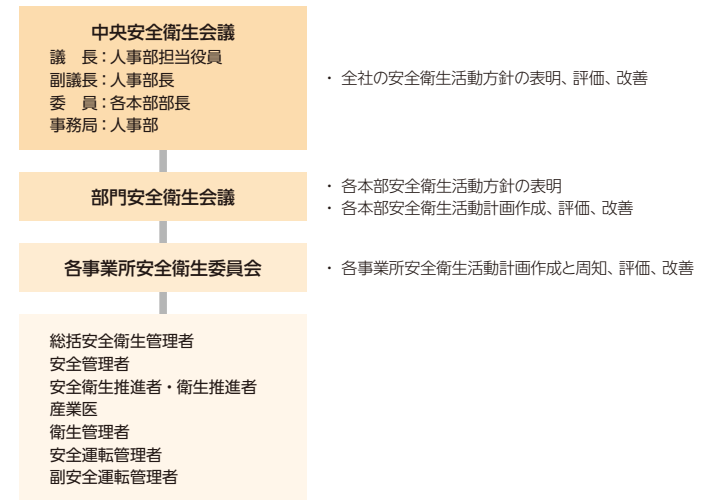 中央安全衛生会議
議　長：人事部担当役員
副議長：人事部長
委　員：各本部部長
事務局：人事部
・ 全社の安全衛生活動方針の表明、評価、改善
部門安全衛生会議
・ 各本部安全衛生活動方針の表明
・ 各本部安全衛生活動計画作成、評価、改善
各事業所安全衛生委員会
・ 各事業所安全衛生活動計画作成と周知、評価、改善
総括安全衛生管理者
安全管理者
安全衛生推進者・衛生推進者
産業医
衛生管理者
安全運転管理者
副安全運転管理者